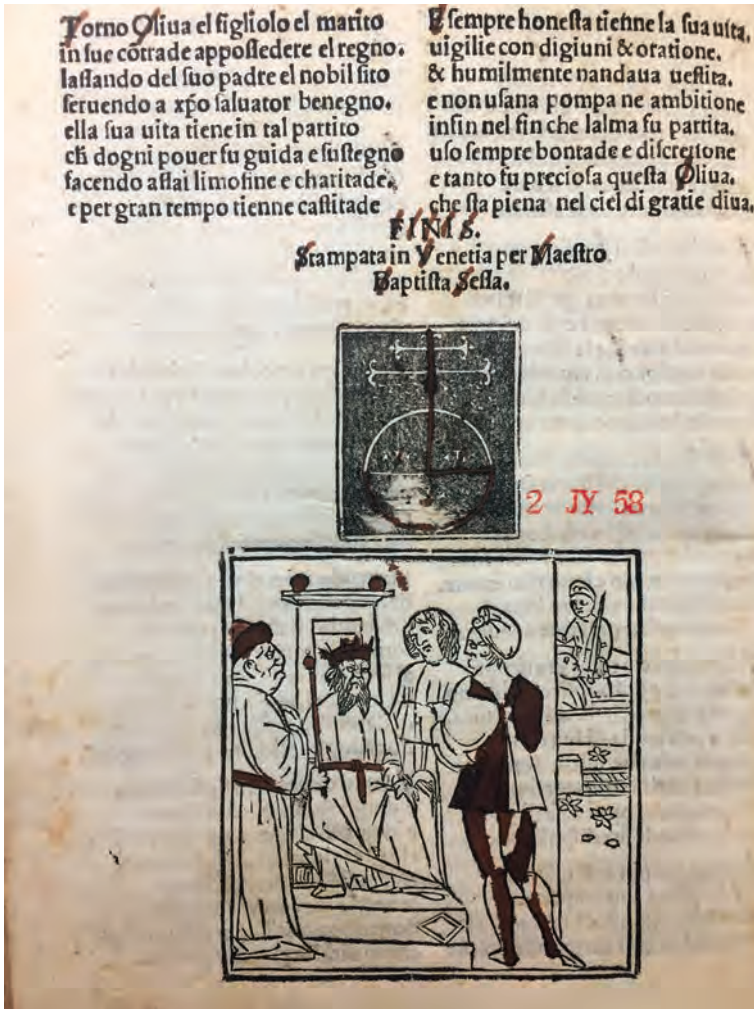 Torno Oliua el figliolo el marito
in sue cõtrade appossedere el regno.
lassando del suo padre el nobil sito
seruendo a xp̃o saluator benegno.
ella sua uita tiene in tal partito
ch̃ dogni pouer fu guida e sustegno
facendo assai limosine e charitade.
e per gran tempo tienne castitade
E sempre honesta tienne la sua uita.
uigilie con digiuni & oratione.
& humilmente nandaua uestita.
e non usaua pompa ne ambitione
insin nel fin che lalma fu partita.
uso sempre bontade e discretione
e tanto fu preciosa questa Oliua.
che sta piena nel ciel di gratie diua.
FINIS.
Stampata in Venetia per Maestro
Baptista Sessa.
2 JY 58